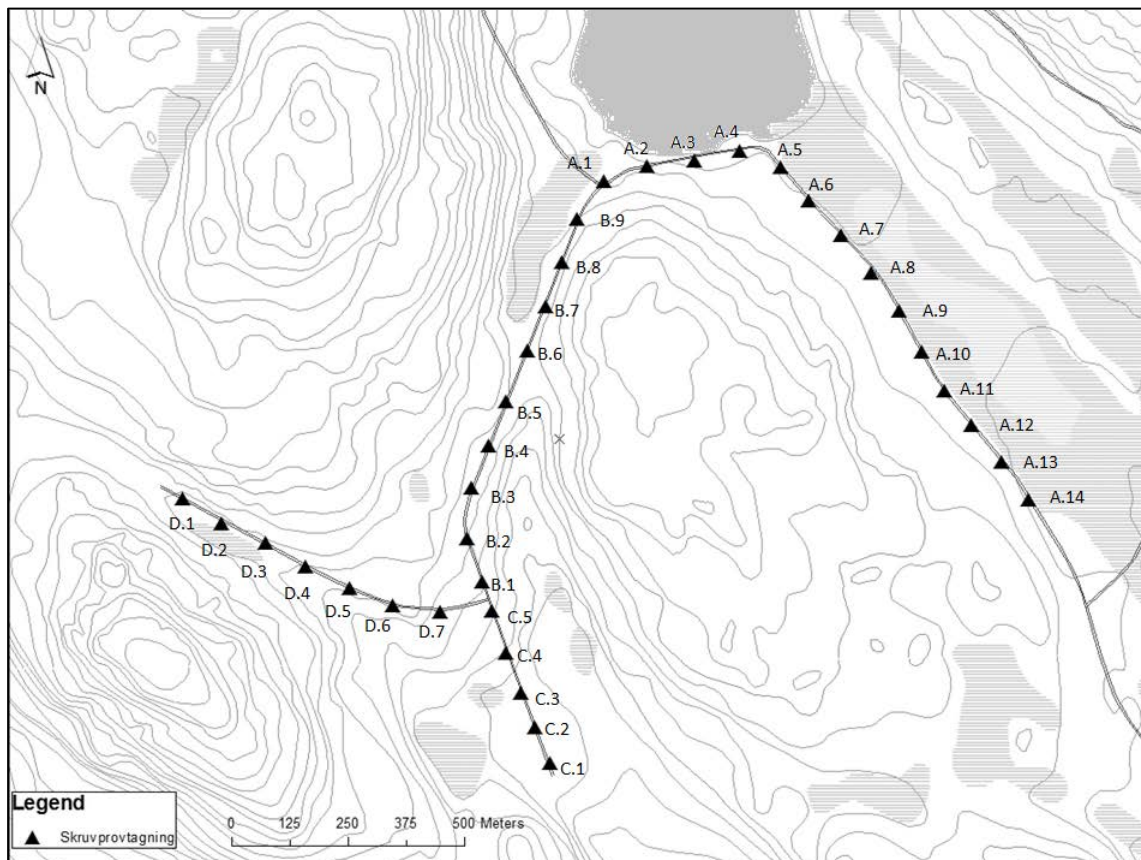 N
A.1
A.2
A.3
A.4
A.5
A.6
A.7
A.8
A.9
A.10
A.11
A.12
A.13
A.14
B.9
B.8
B.7
B.6
B.5
B.4
B.3
B.2
B.1
D.1
D.2
D.3
D.4
D.5
D.6
D.7
C.5
C.4
C.3
C.2
C.1
Legend
Skruvprovtagning
0 125 250 375 500 Meters